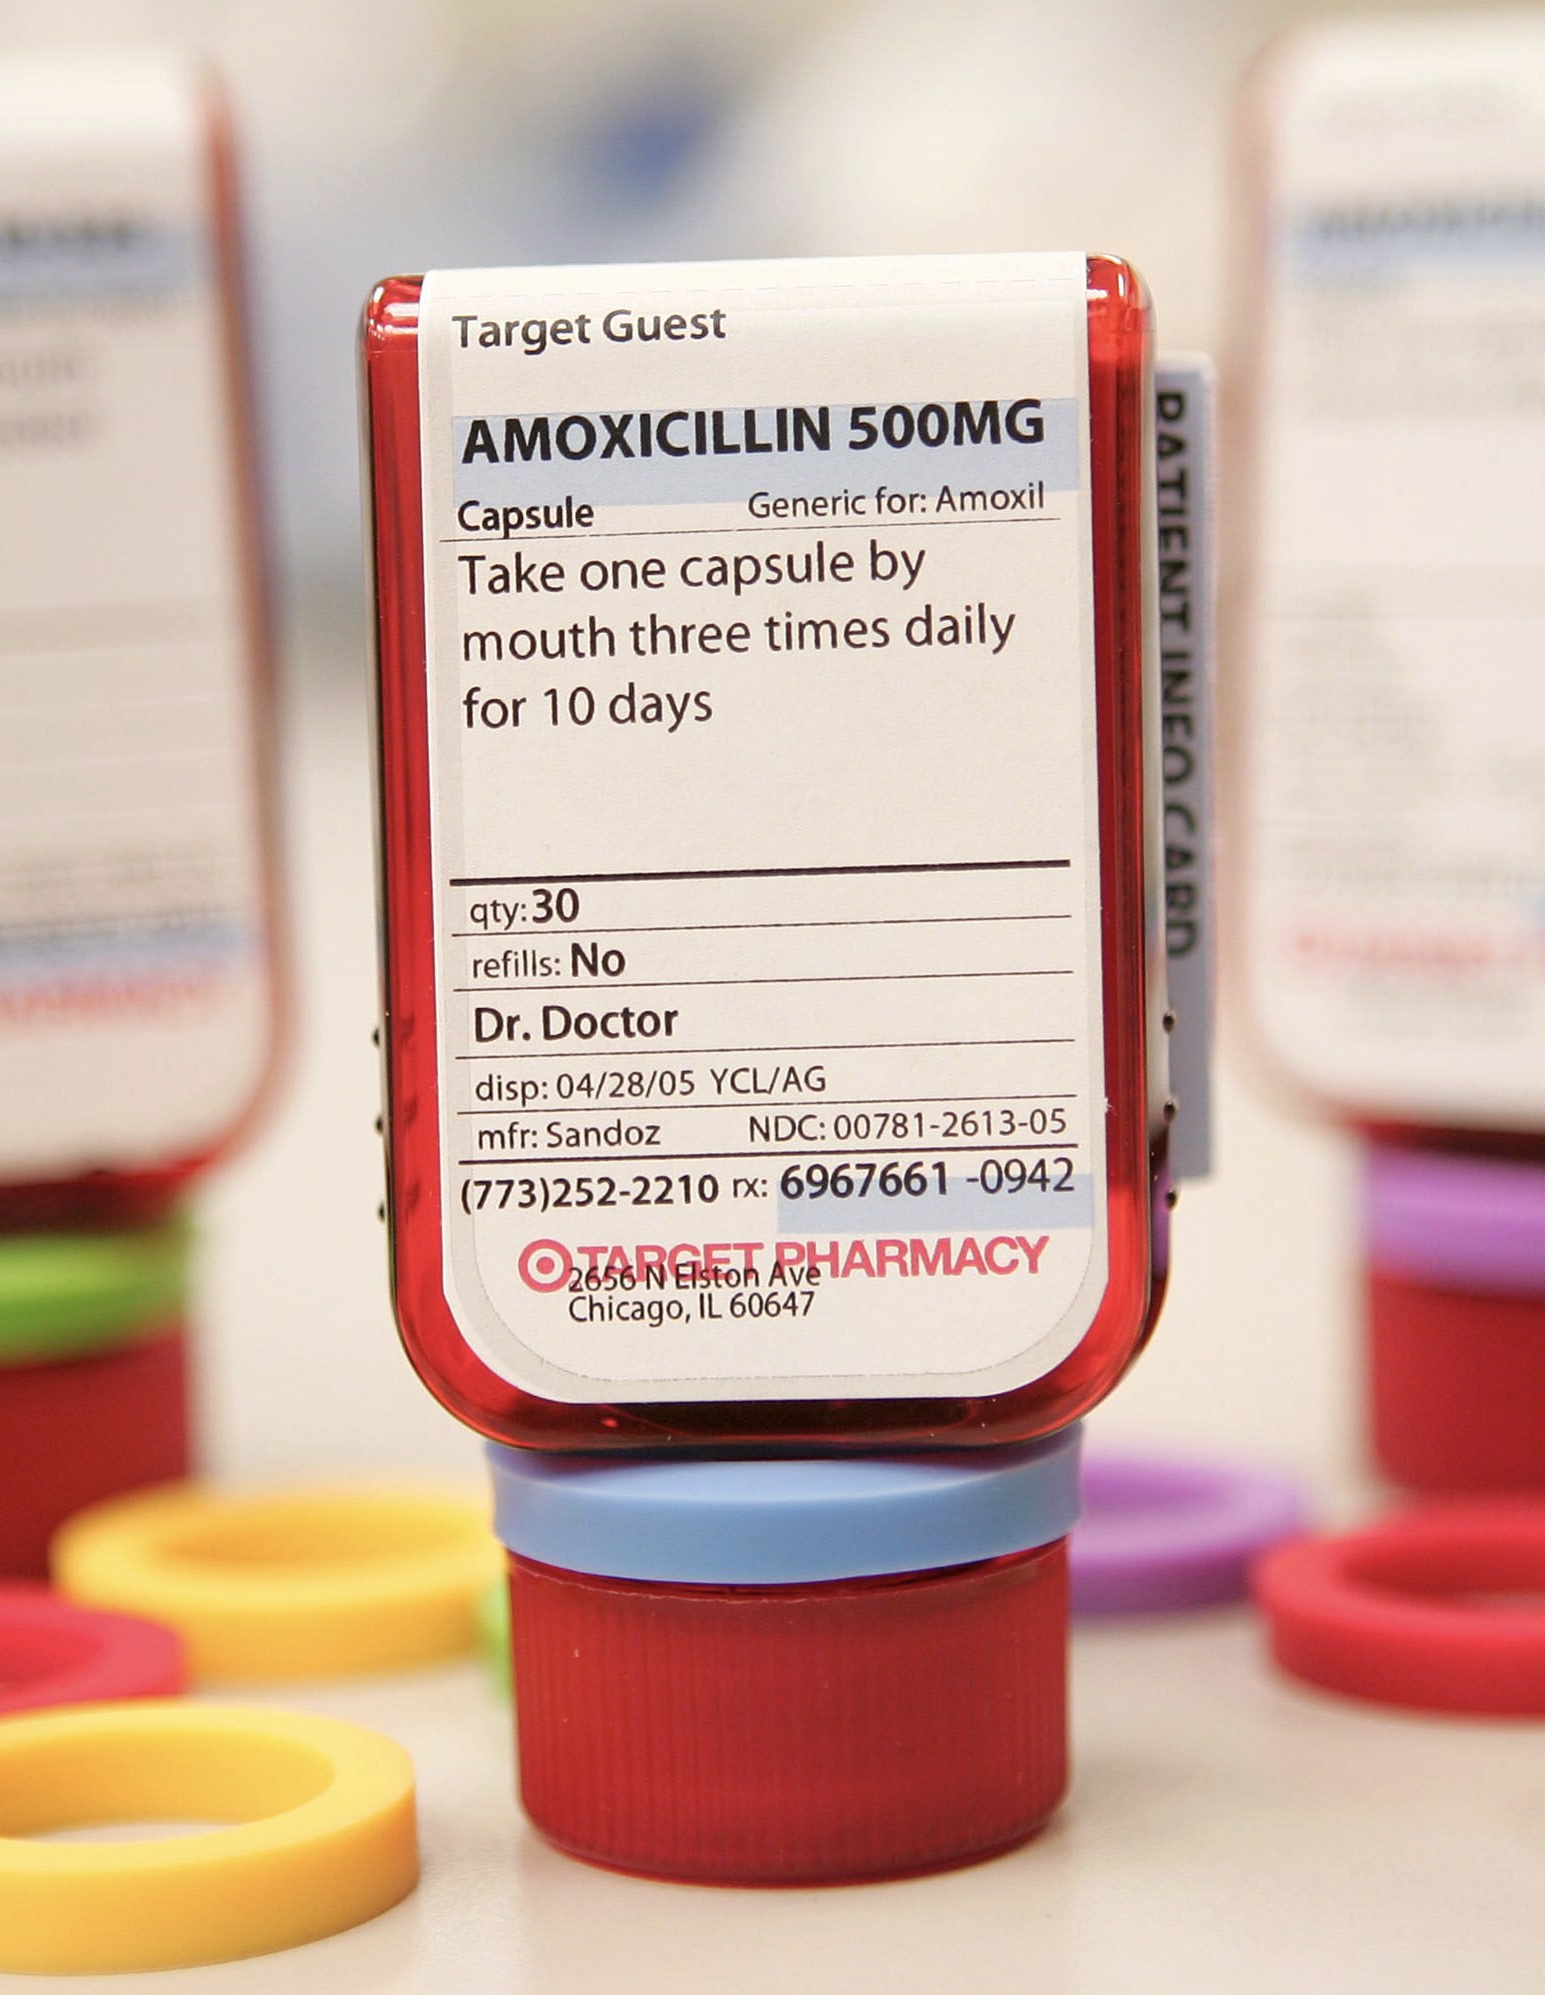 Target Guest
AMOXICILLIN 500MG
Capsule Generic for: Amoxil
Take one capsule by
mouth three times daily
for 10 days
qty: 30
refills: No
Dr. Doctor
disp: 04/28/05 YCL/AG
mfr: Sandoz NDC: 00781-2613-05
(773)252-2210 rx: 6967661 -0942
TARGET PHARMACY
2656 N Elston Ave
Chicago, IL 60647
PATIENT INFO CARD